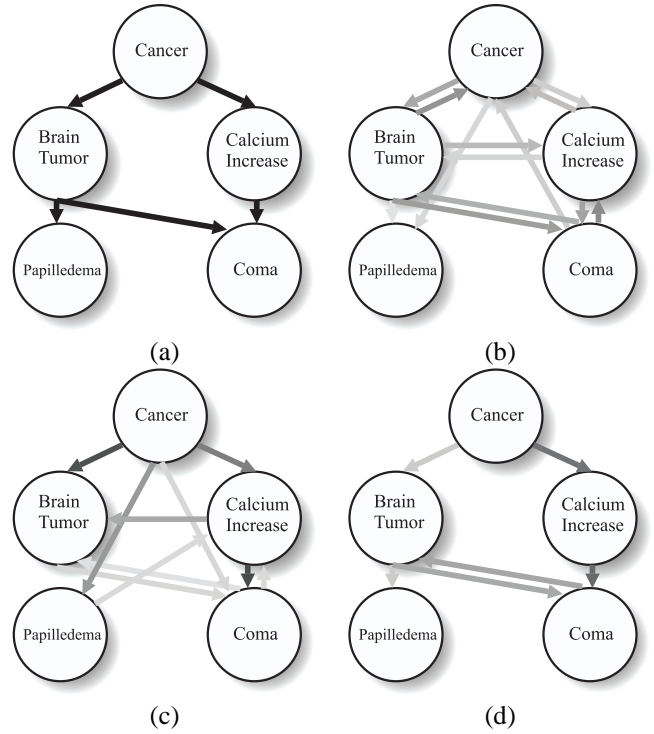 Cancer
Brain
Tumor
Calcium
Increase
Papilledema
Coma
(a)
Cancer
Brain
Tumor
Calcium
Increase
Papilledema
Coma
(b)
Cancer
Brain
Tumor
Calcium
Increase
Papilledema
Coma
(c)
Cancer
Brain
Tumor
Calcium
Increase
Papilledema
Coma
(d)